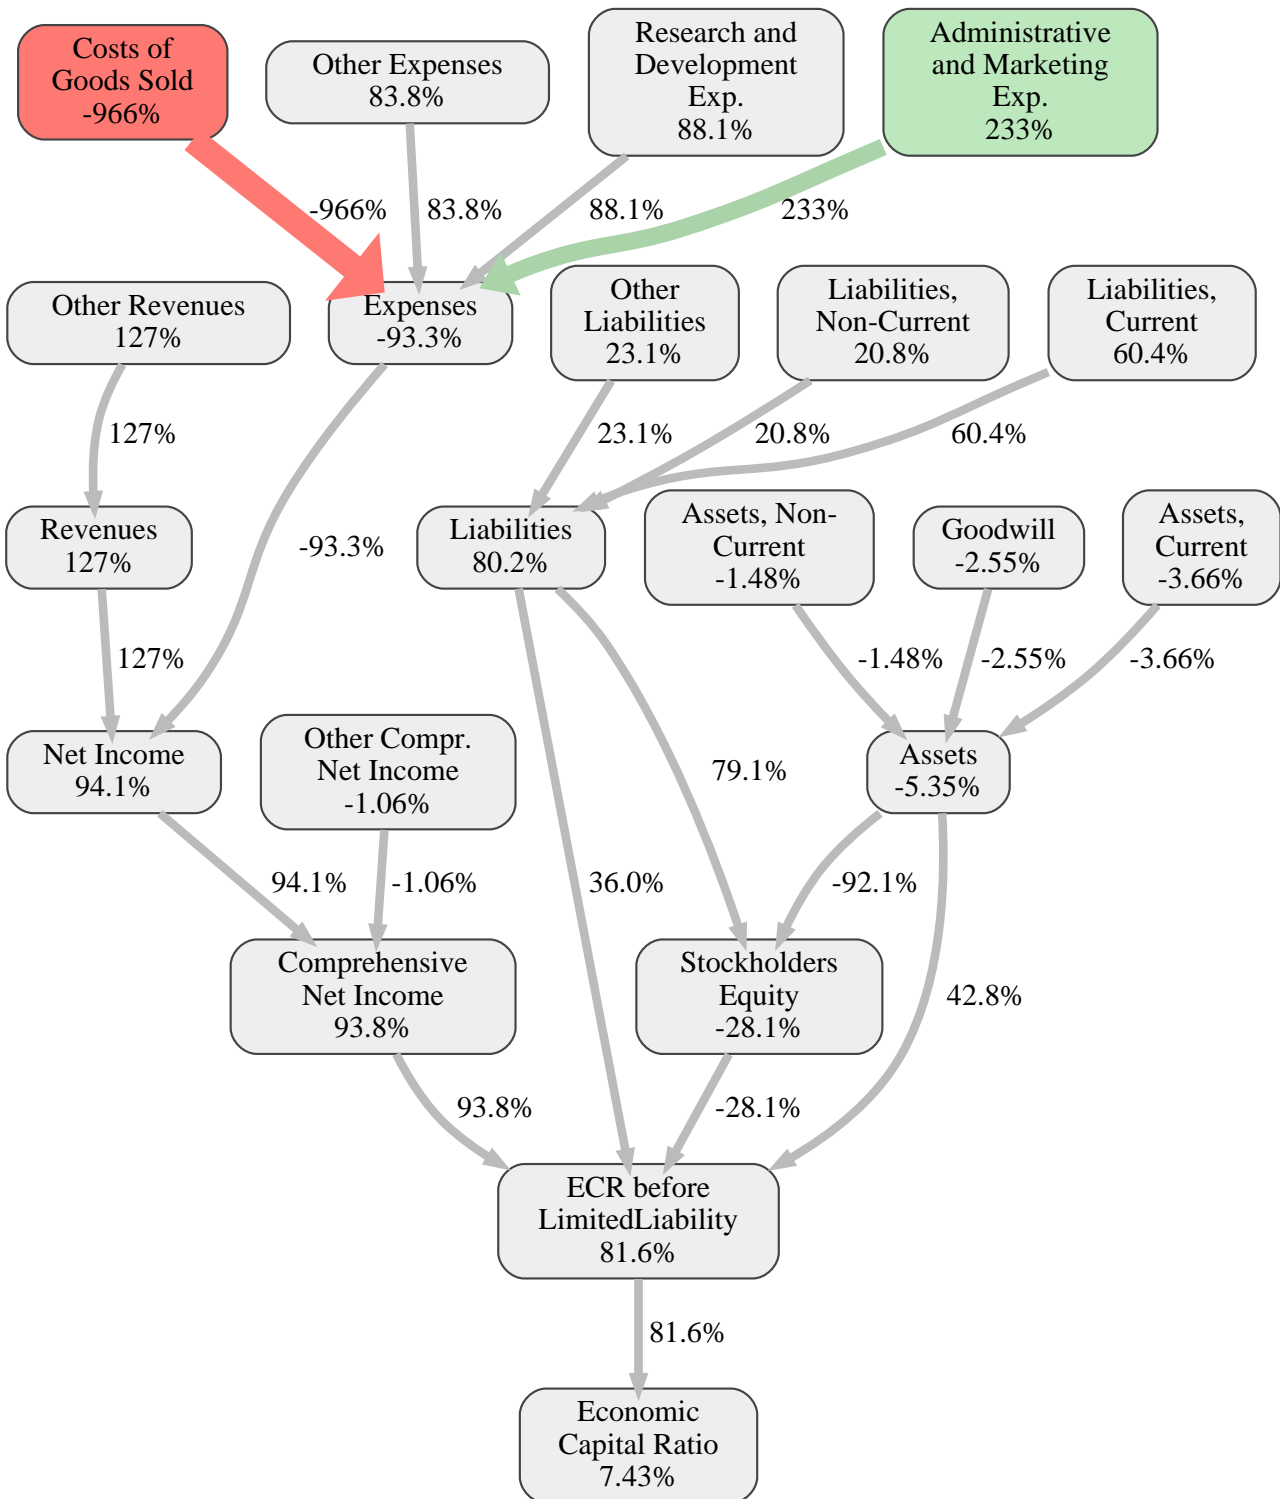 Costs of
Goods Sold
-966%
Other Expenses
83.8%
Research and
Development
Exp.
88.1%
Administrative
and Marketing
Exp.
233%
-966%
83.8%
88.1%
233%
Other Revenues
127%
Expenses
-93.3%
Other
Liabilities
23.1%
Liabilities,
Non-Current
20.8%
Liabilities,
Current
60.4%
127%
23.1%
20.8%
60.4%
Revenues
127%
-93.3%
Liabilities
80.2%
Assets, Non-
Current
-1.48%
Goodwill
-2.55%
Assets,
Current
-3.66%
127%
-1.48%
-2.55%
-3.66%
Net Income
94.1%
Other Compr.
Net Income
-1.06%
79.1%
Assets
-5.35%
94.1%
-1.06%
36.0%
-92.1%
Comprehensive
Net Income
93.8%
Stockholders
Equity
-28.1%
42.8%
93.8%
-28.1%
ECR before
LimitedLiability
81.6%
81.6%
Economic
Capital Ratio
7.43%